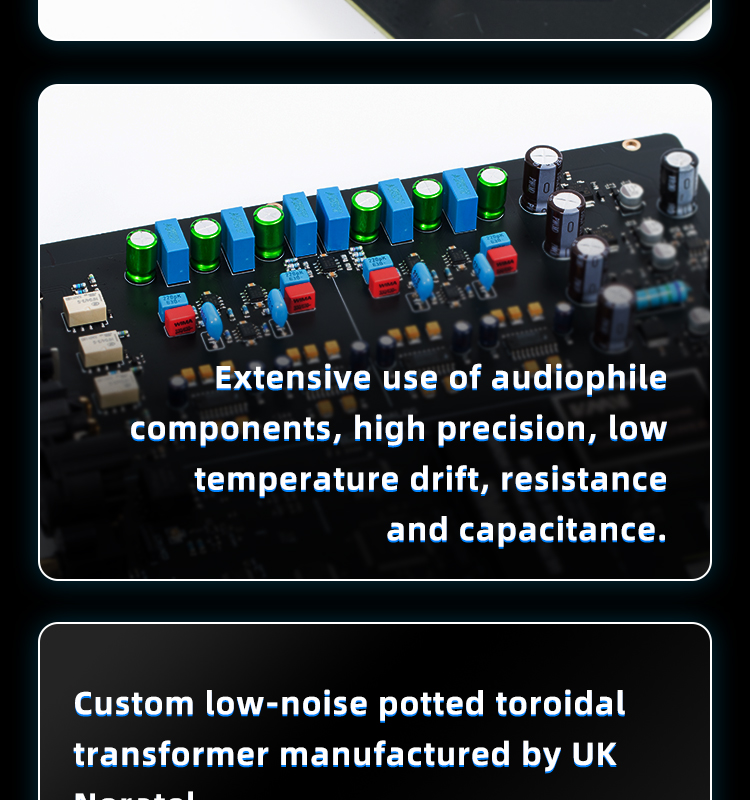 Extensive use of audiophile
components, high precision, low
temperature drift, resistance
and capacitance.
Custom low-noise potted toroidal
transformer manufactured by UK